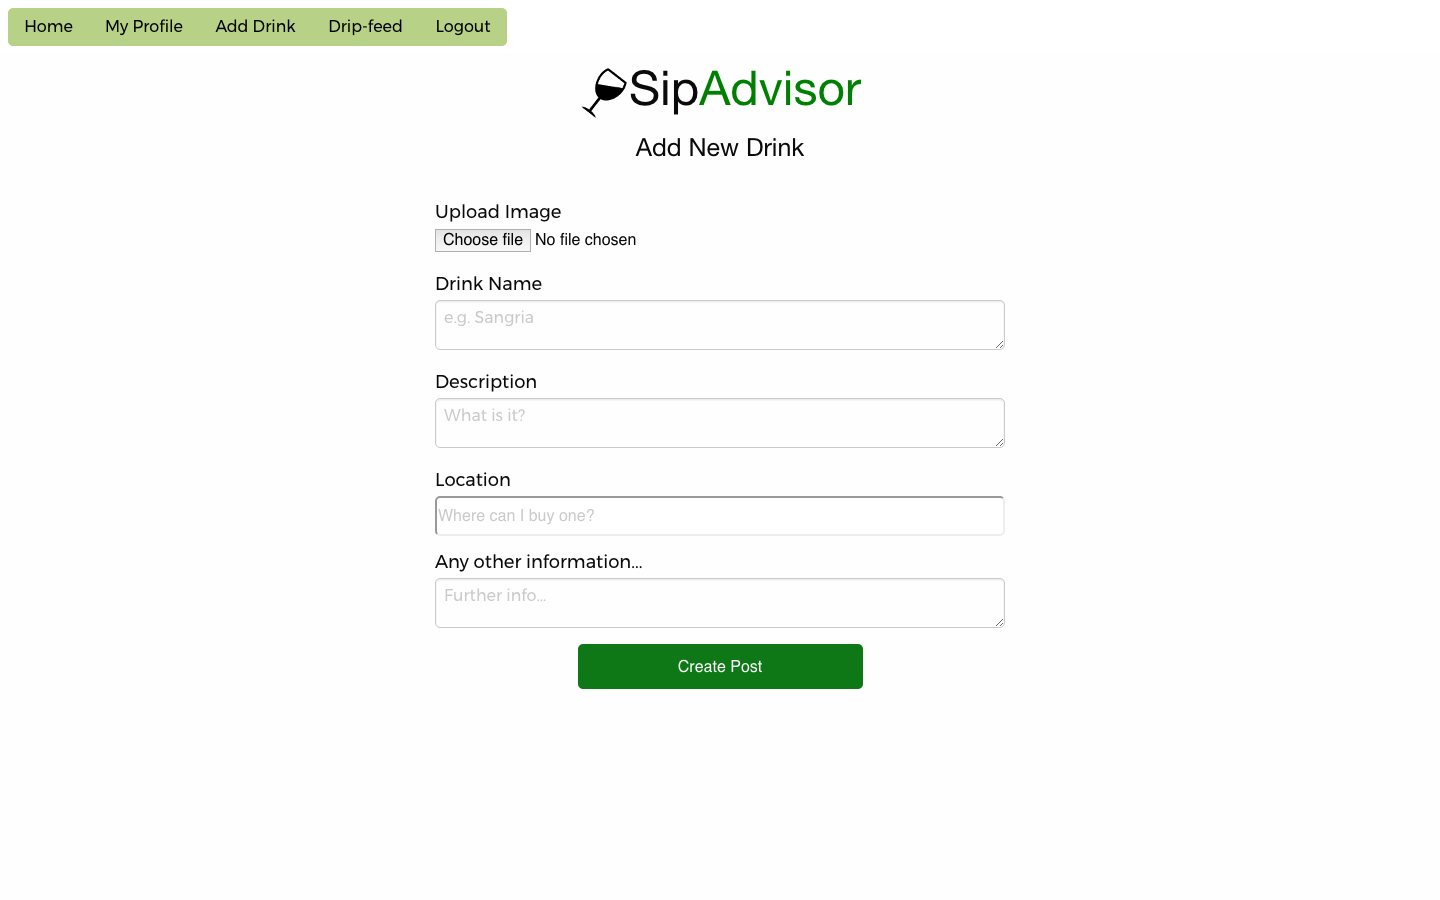 Home My Profile Add Drink Drip-feed Logout
SipAdvisor
Add New Drink
Upload Image
Choose file No file chosen
Drink Name
e.g. Sangria
Description
What is it?
Location
Where can I buy one?
Any other information...
Further info...
Create Post